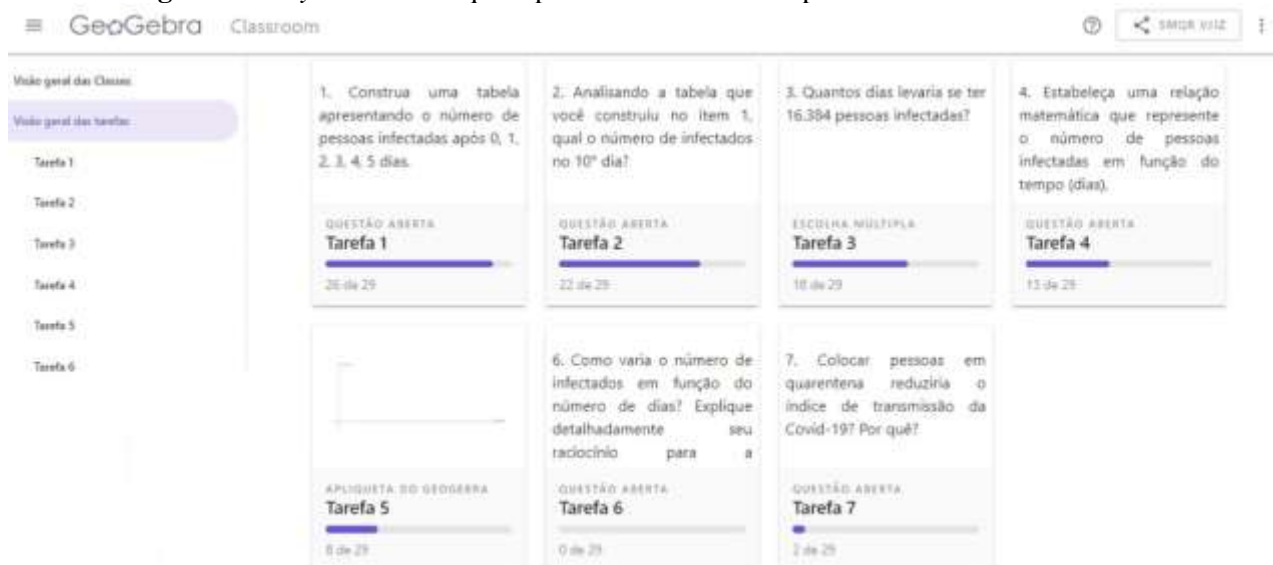 GeoGebra Classroom
Visão geral das Classes
Visão geral das tarefas
Tarefa 1
Tarefa 2
Tarefa 3
Tarefa 4
Tarefa 5
Tarefa 6
1. Construa uma tabela
apresentando o número de
pessoas infectadas após 0, 1,
2, 3, 4, 5 dias.
QUESTÃO ABERTA
Tarefa 1
26 de 29
2. Analisando a tabela que
você construiu no item 1,
qual o número de infectados
no 10° dia?
QUESTÃO ABERTA
Tarefa 2
22 de 29
3. Quantos dias levaria se ter
16.384 pessoas infectadas?
ESCOLHA MÚLTIPLA
Tarefa 3
18 de 29
4. Estabeleça uma relação
matemática que represente
o número de pessoas
infectadas em função do
tempo (dias).
QUESTÃO ABERTA
Tarefa 4
13 de 29
APLIQUETA DO GEOGEBRA
Tarefa 5
8 de 29
6. Como varia o número de
infectados em função do
número de dias? Explique
detalhadamente seu
raciocínio para a
QUESTÃO ABERTA
Tarefa 6
0 de 29
7. Colocar pessoas em
quarentena reduziria o
índice de transmissão da
Covid-19? Por quê?
QUESTÃO ABERTA
Tarefa 7
2 de 29